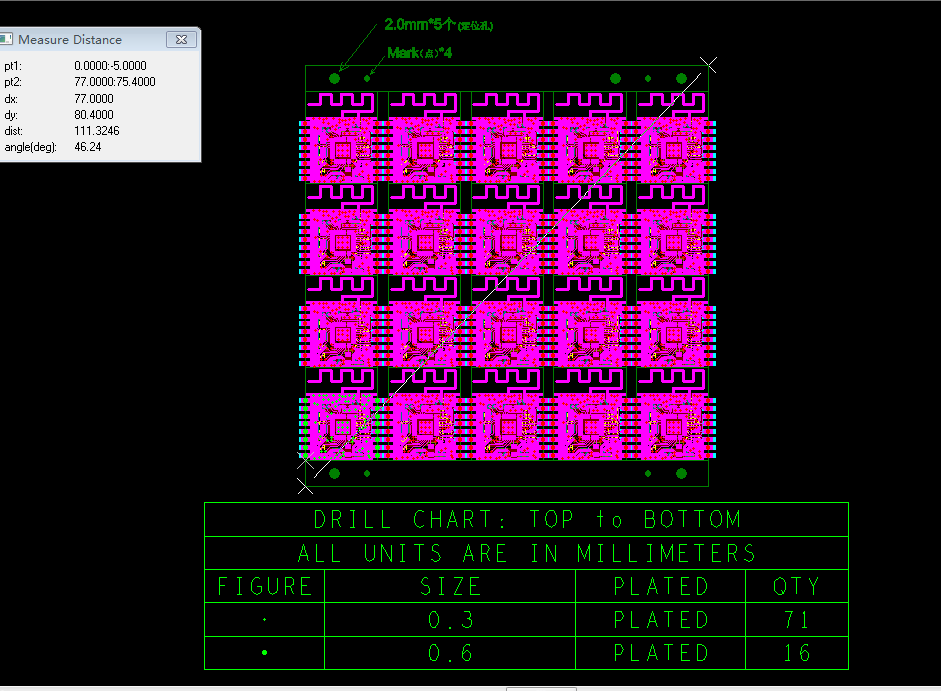 2.0mm*5个(定位孔)
Mark(点)*4
Measure Distance
pt1: 0.0000:-5.0000
pt2: 77.0000:75.4000
dx: 77.0000
dy: 80.4000
dist: 111.3246
angle(deg): 46.24
DRILL CHART: TOP to BOTTOM
ALL UNITS ARE IN MILLIMETERS
FIGURE SIZE PLATED QTY
0.3 PLATED 71
0.6 PLATED 16